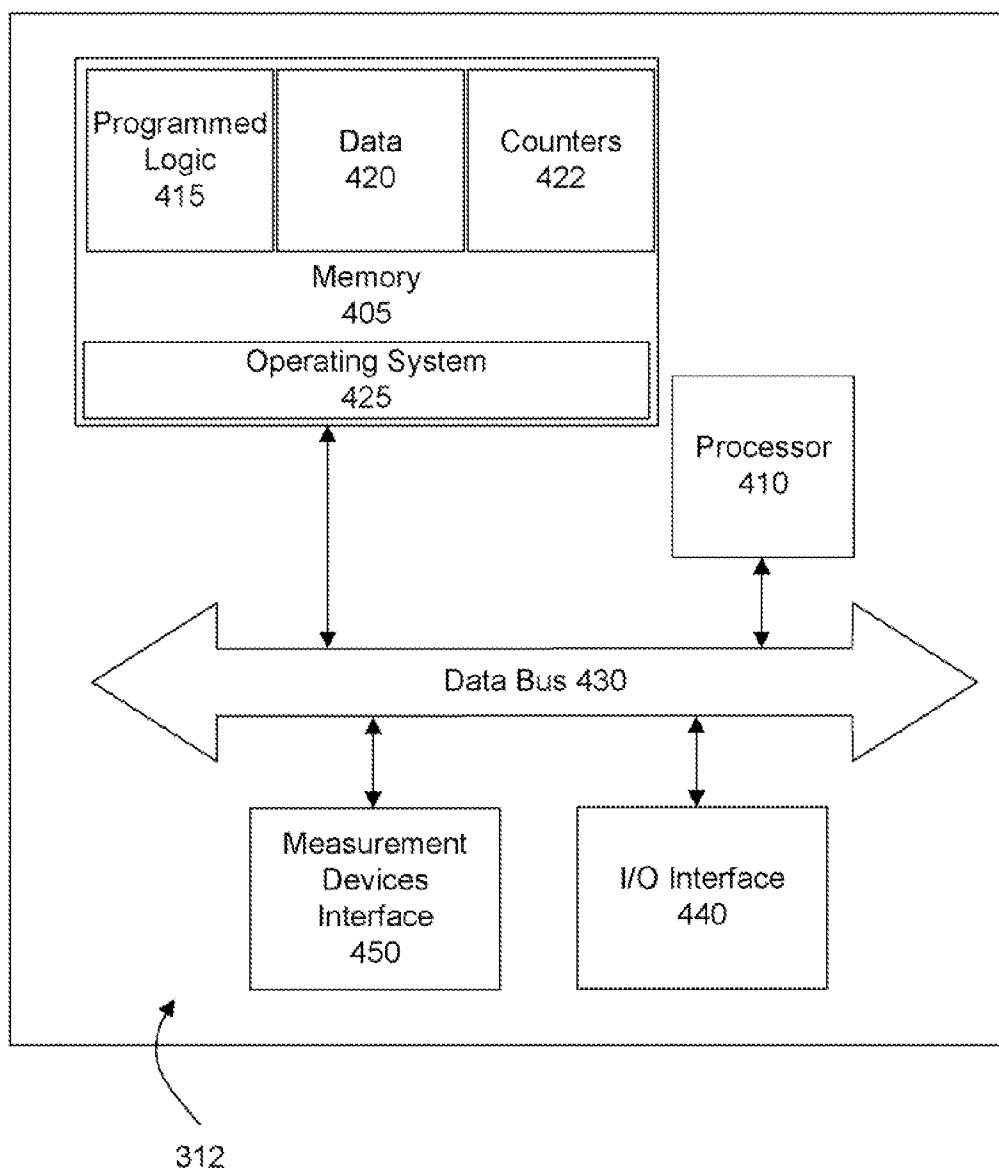 Programmed
Logic
415
Data
420
Counters
422
Memory
405
Operating System
425
Processor
410
Data Bus 430
Measurement
Devices
Interface
450
I/O Interface
440
312